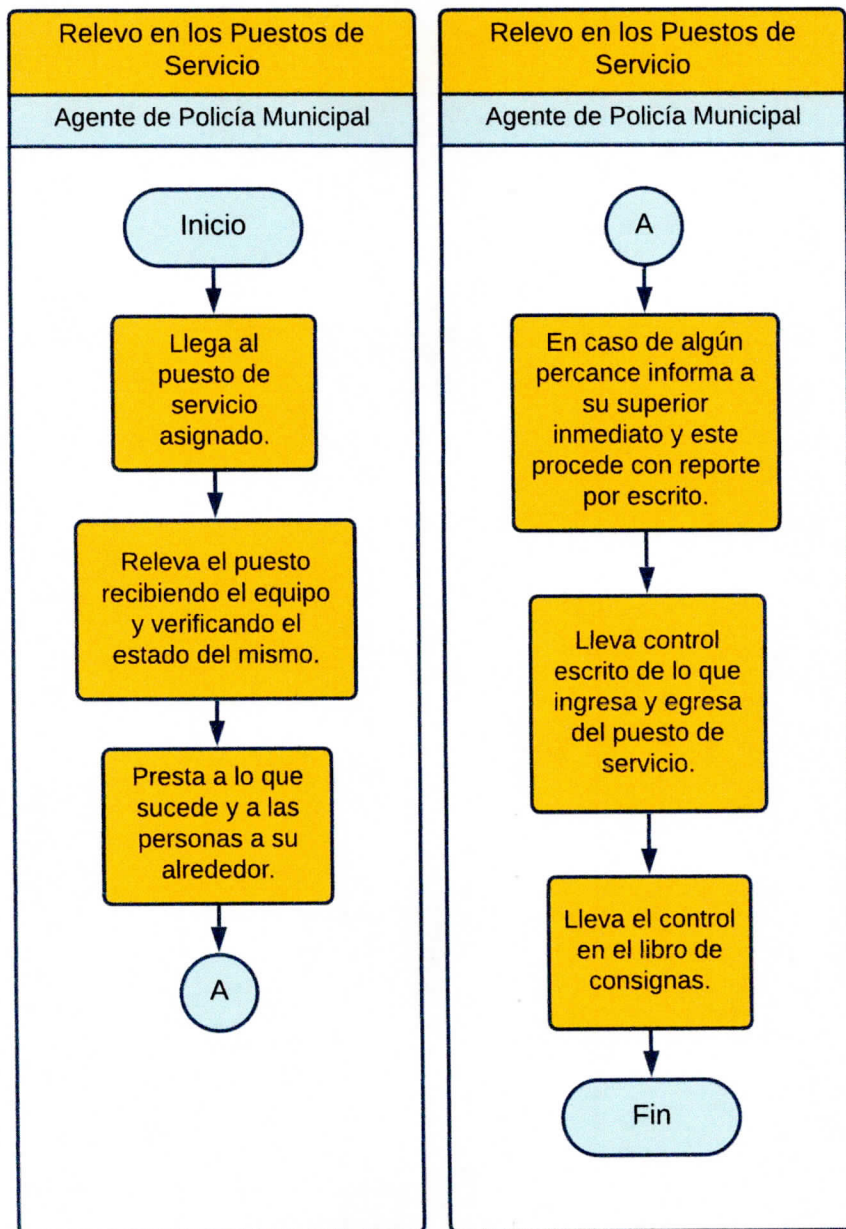 Relevo en los Puestos de
Servicio
Agente de Policía Municipal
Inicio
Llega al
puesto de
servicio
asignado.
Releva el puesto
recibiendo el equipo
y verificando el
estado del mismo.
Presta a lo que
sucede y a las
personas a su
alrededor.
A
Relevo en los Puestos de
Servicio
Agente de Policía Municipal
A
En caso de algún
percance informa a
su superior
inmediato y este
procede con reporte
por escrito.
Lleva control
escrito de lo que
ingresa y egresa
del puesto de
servicio.
Lleva el control
en el libro de
consignas.
Fin